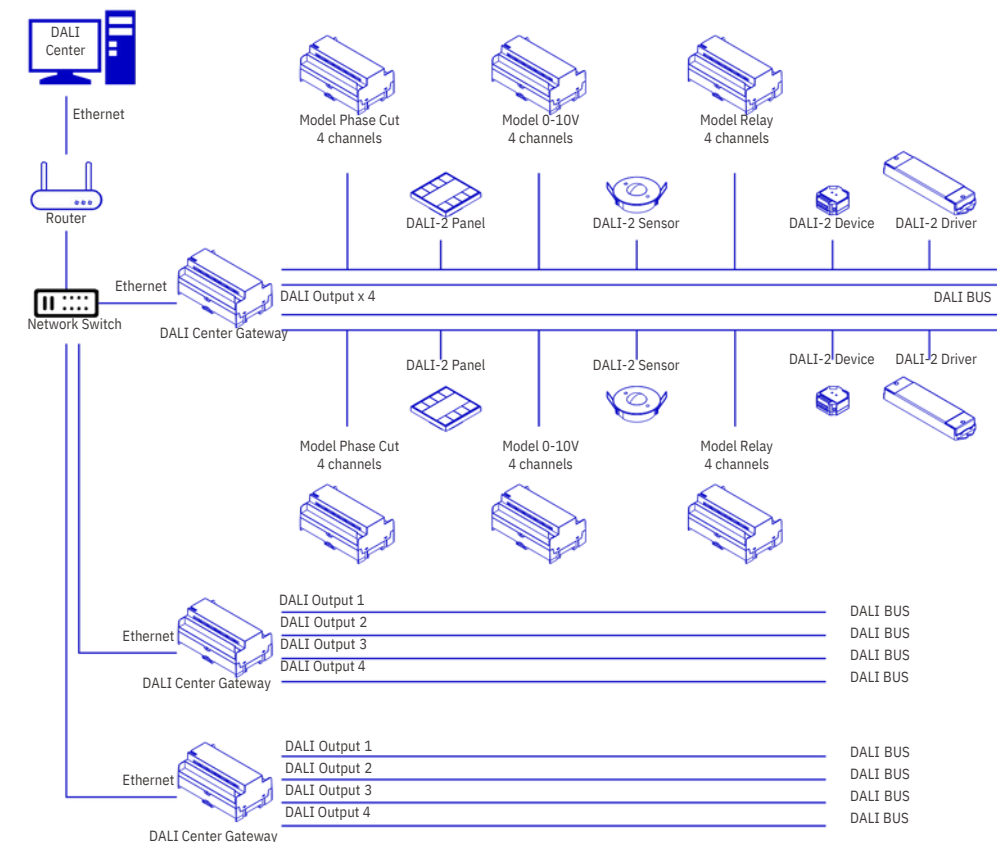 DALI
Center
Ethernet
Model Phase Cut
4 channels
Model 0-10V
4 channels
Model Relay
4 channels
Router
DALI-2 Panel
DALI-2 Sensor
DALI-2 Device
DALI-2 Driver
Ethernet
DALI Output x 4
DALI BUS
Network Switch
DALI Center Gateway
DALI-2 Panel
DALI-2 Sensor
DALI-2 Device
DALI-2 Driver
Model Phase Cut
4 channels
Model 0-10V
4 channels
Model Relay
4 channels
DALI Output 1
DALI BUS
DALI Output 2
DALI BUS
Ethernet
DALI Output 3
DALI BUS
DALI Output 4
DALI BUS
DALI Center Gateway
DALI Output 1
DALI BUS
DALI Output 2
DALI BUS
Ethernet
DALI Output 3
DALI BUS
DALI Output 4
DALI BUS
DALI Center Gateway